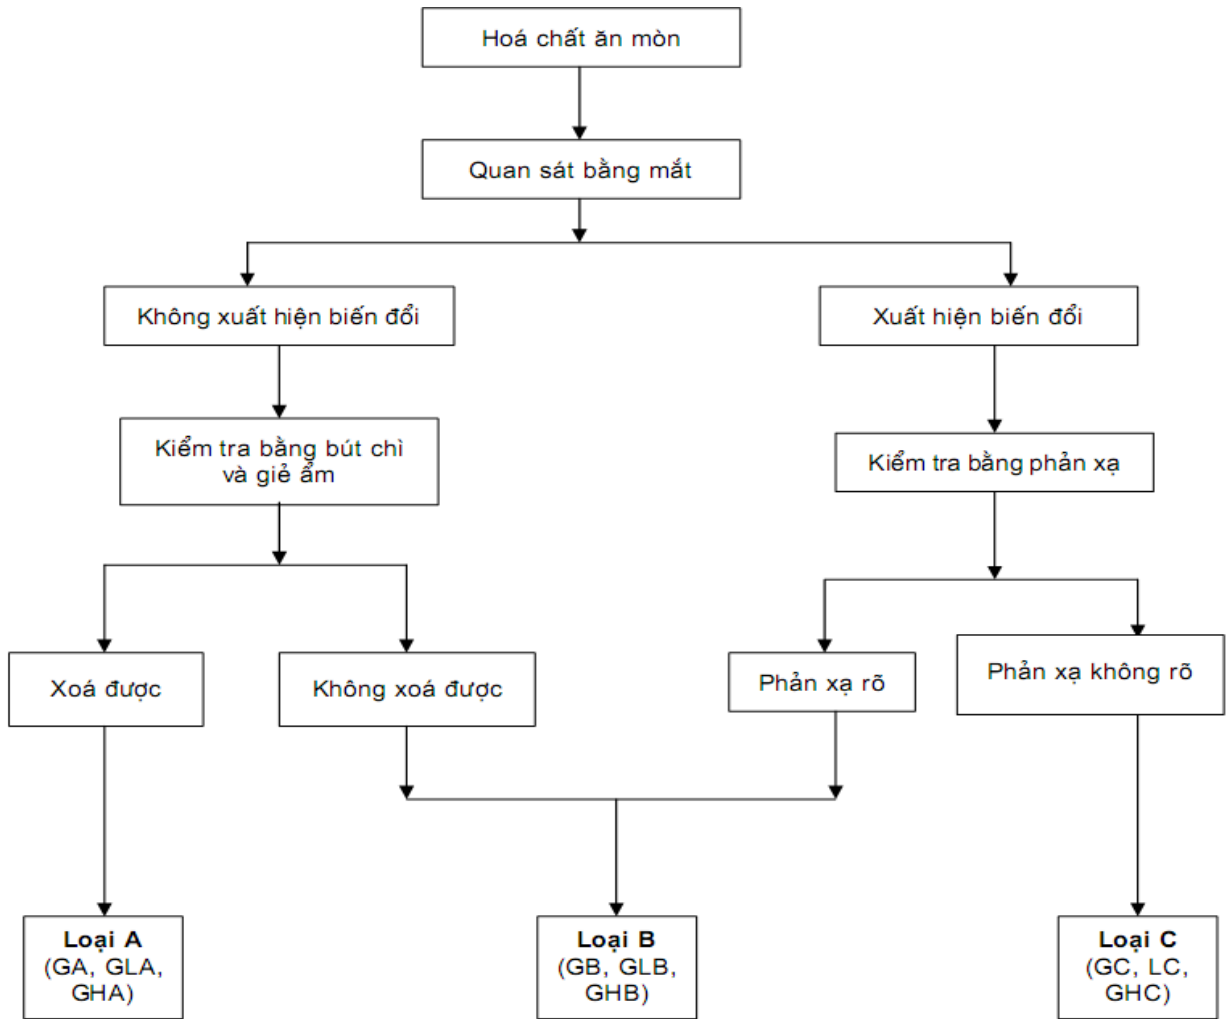 Hoá chất ăn mòn
Quan sát bằng mắt
Không xuất hiện biến đổi
Xuất hiện biến đổi
Kiểm tra bằng bút chì
và giẻ ẩm
Kiểm tra bằng phản xạ
Xoá được
Không xoá được
Phản xạ rõ
Phản xạ không rõ
Loại A
(GA, GLA,
GHA)
Loại B
(GB, GLB,
GHB)
Loại C
(GC, LC,
GHC)